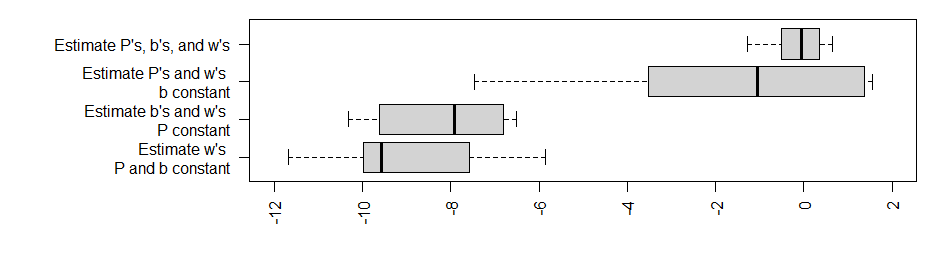 Estimate P's, b's, and w's
Estimate P's and w's
b constant
Estimate b's and w's
P constant
Estimate w's
P and b constant
-12
-10
-8
-6
-4
-2
0
2